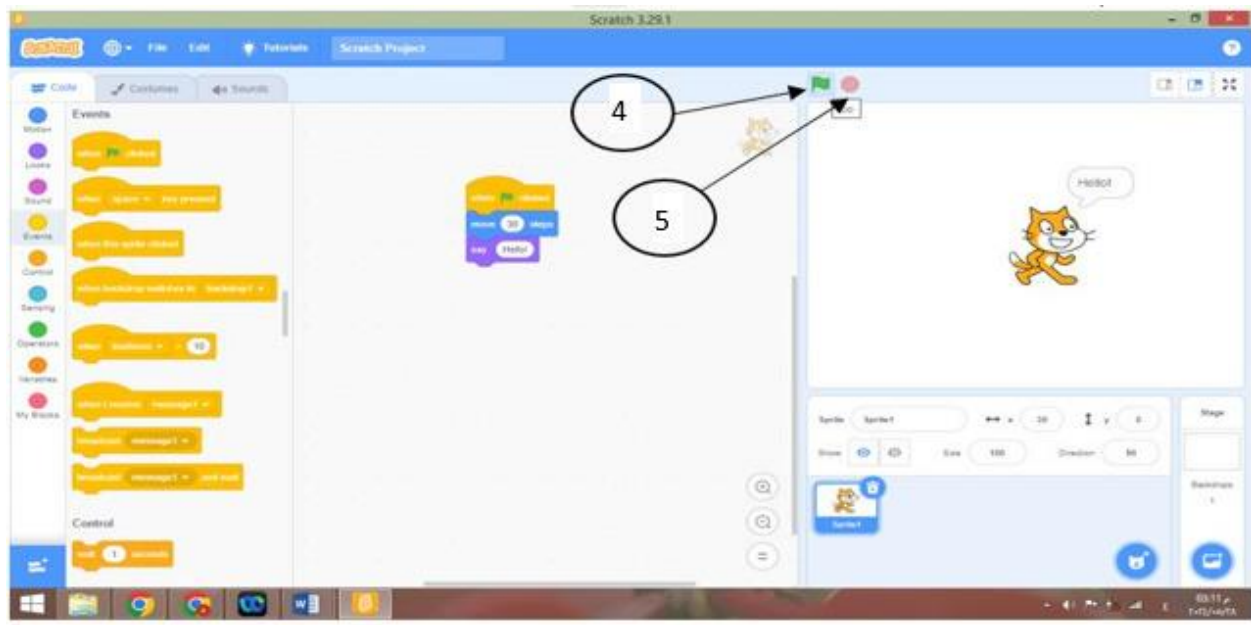 Scratch 3.29.1
SCRATCH
File Edit Tutorials Scratch Project
Code Costumes Sounds
Motion
Looks
Sound
Events
Control
Sensing
Operators
Variables
My Blocks
Events
when clicked
when space key pressed
when this sprite clicked
when backdrop switches to backdrop1
when loudness > 10
when I receive message1
broadcast message1
broadcast message1 and wait
Control
wait 1 seconds
when clicked
move 30 steps
say Hello!
4
5
Hello!
Sprite Sprite1 x y 0
Show Size 100 Direction 90
Sprite1
Stage
Backdrops
1